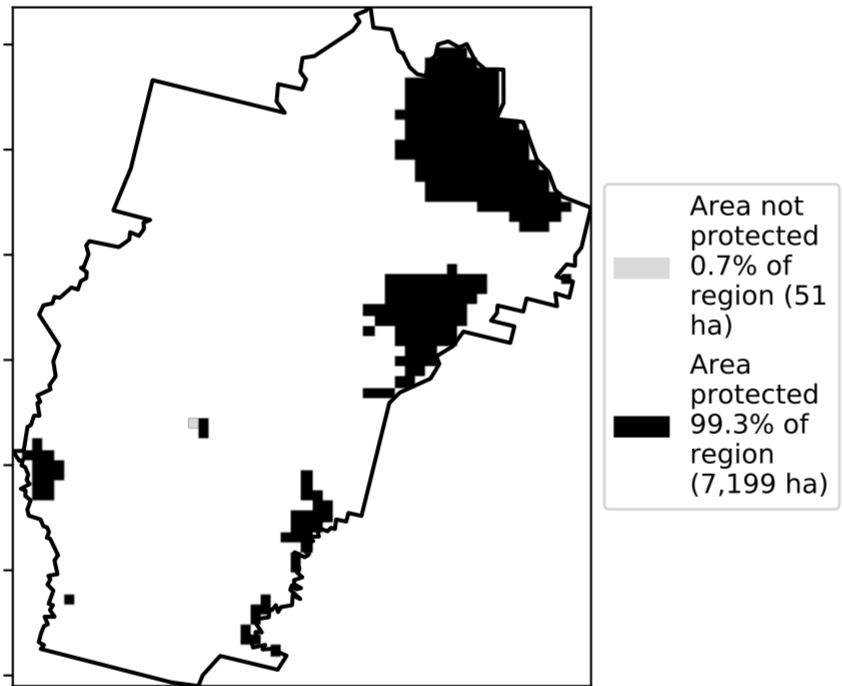 Area not
protected
0.7% of
region (51
ha)
Area
protected
99.3% of
region
(7,199 ha)